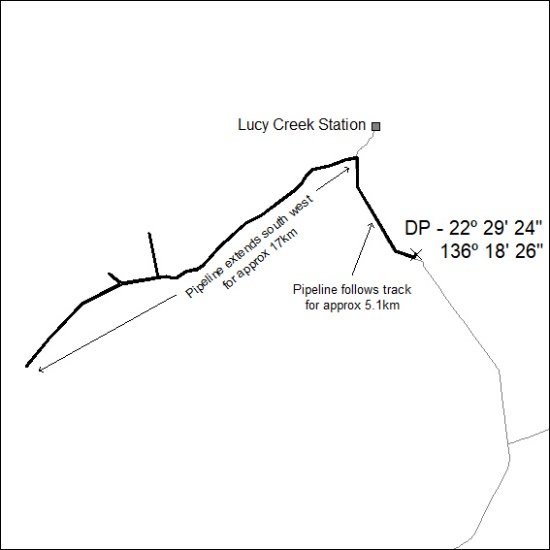 Lucy Creek Station
DP - 22º 29' 24"
136º 18' 26"
Pipeline extends south west
for approx 17km
Pipeline follows track
for approx 5.1km